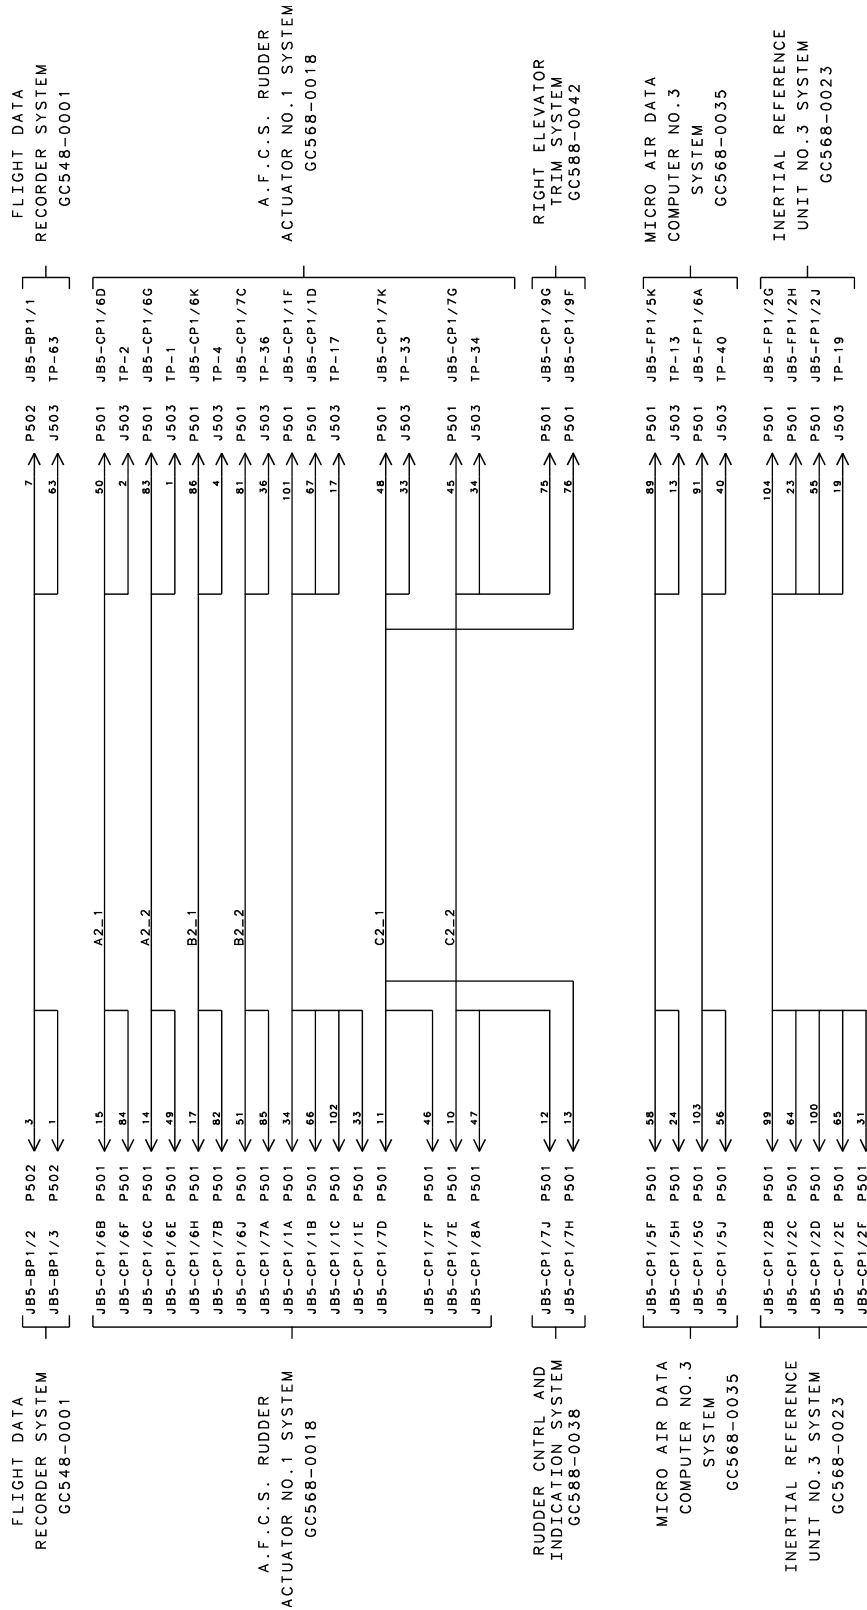 FLIGHT DATA
RECORDER SYSTEM
GC548-0001
JB5-BP1/2 P502 3 7 P502 JB5-BP1/1
JB5-BP1/3 P502 1 63 J503 TP-63
FLIGHT DATA
RECORDER SYSTEM
GC548-0001
A.F.C.S. RUDDER
ACTUATOR NO.1 SYSTEM
GC568-0018
JB5-CP1/6B P501 15 A2_1 50 P501 JB5-CP1/6D
JB5-CP1/6F P501 84 2 J503 TP-2
JB5-CP1/6C P501 14 A2_2 83 P501 JB5-CP1/6G
JB5-CP1/6E P501 49 1 J503 TP-1
JB5-CP1/6H P501 17 B2_1 86 P501 JB5-CP1/6K
JB5-CP1/7B P501 82 4 J503 TP-4
JB5-CP1/6J P501 51 B2_2 81 P501 JB5-CP1/7C
JB5-CP1/7A P501 85 36 J503 TP-36
JB5-CP1/1A P501 34 101 P501 JB5-CP1/1F
JB5-CP1/1B P501 66 67 P501 JB5-CP1/1D
JB5-CP1/1C P501 102 17 J503 TP-17
JB5-CP1/1E P501 33
JB5-CP1/7D P501 11 C2_1 48 P501 JB5-CP1/7K
33 J503 TP-33
JB5-CP1/7F P501 46
JB5-CP1/7E P501 10 C2_2 45 P501 JB5-CP1/7G
JB5-CP1/8A P501 47 34 J503 TP-34
A.F.C.S. RUDDER
ACTUATOR NO.1 SYSTEM
GC568-0018
RUDDER CNTRL AND
INDICATION SYSTEM
GC588-0038
JB5-CP1/7J P501 12 75 P501 JB5-CP1/9G
JB5-CP1/7H P501 13 76 P501 JB5-CP1/9F
RIGHT ELEVATOR
TRIM SYSTEM
GC588-0042
MICRO AIR DATA
COMPUTER NO.3
SYSTEM
GC568-0035
JB5-CP1/5F P501 58 89 P501 JB5-FP1/5K
JB5-CP1/5H P501 24 13 J503 TP-13
JB5-CP1/5G P501 103 91 P501 JB5-FP1/6A
JB5-CP1/5J P501 56 40 J503 TP-40
MICRO AIR DATA
COMPUTER NO.3
SYSTEM
GC568-0035
INERTIAL REFERENCE
UNIT NO.3 SYSTEM
GC568-0023
JB5-CP1/2B P501 99 104 P501 JB5-FP1/2G
JB5-CP1/2C P501 64 23 P501 JB5-FP1/2H
JB5-CP1/2D P501 100 55 P501 JB5-FP1/2J
JB5-CP1/2E P501 65 19 J503 TP-19
JB5-CP1/2F P501 31
INERTIAL REFERENCE
UNIT NO.3 SYSTEM
GC568-0023